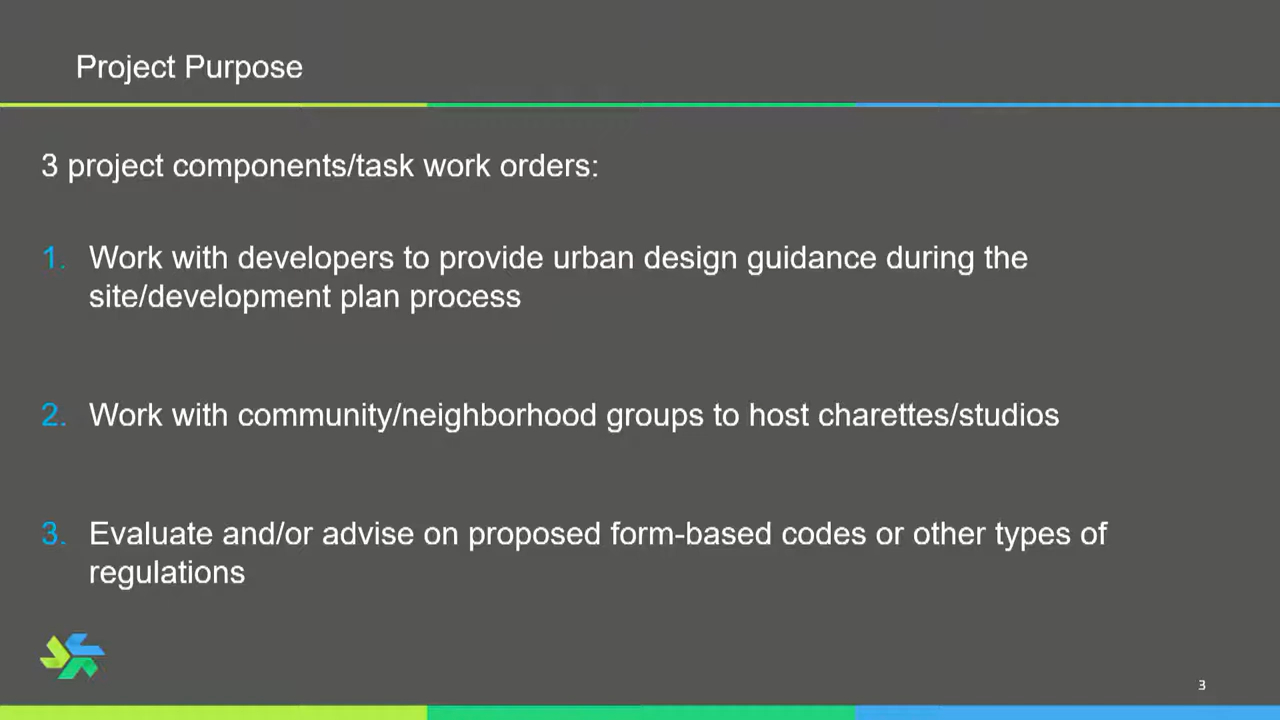 Project Purpose
3 project components/task work orders:
1. Work with developers to provide urban design guidance during the
site/development plan process
2. Work with community/neighborhood groups to host charettes/studios
3. Evaluate and/or advise on proposed form-based codes or other types of
regulations
3